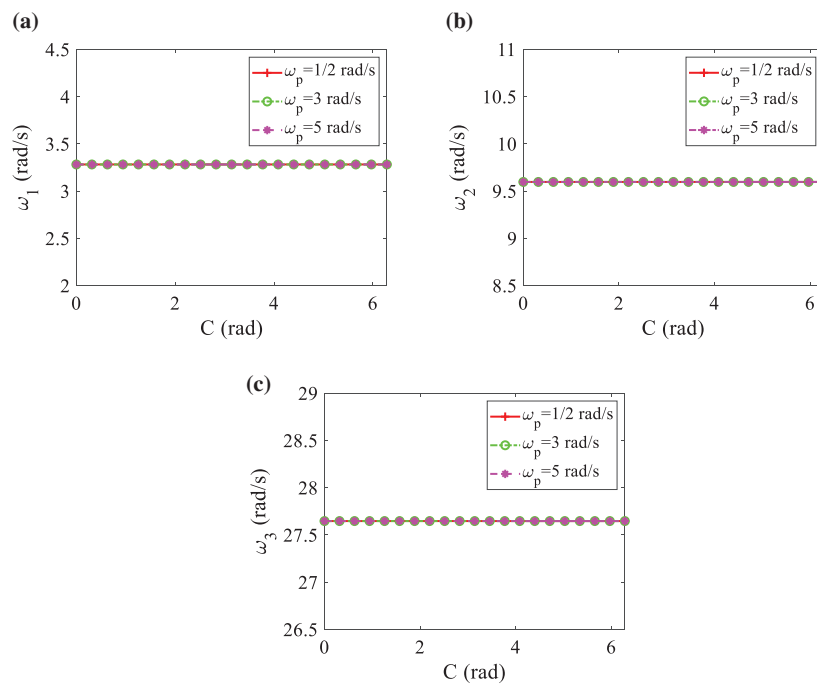 (a)
4.5
4
3.5
3
2.5
2
ω₁ (rad/s)
0 2 4 6
C (rad)
ωₚ=1/2 rad/s
ωₚ=3 rad/s
ωₚ=5 rad/s
(b)
11
10.5
10
9.5
9
8.5
ω₂ (rad/s)
0 2 4 6
C (rad)
ωₚ=1/2 rad/s
ωₚ=3 rad/s
ωₚ=5 rad/s
(c)
29
28.5
28
27.5
27
26.5
ω₃ (rad/s)
0 2 4 6
C (rad)
ωₚ=1/2 rad/s
ωₚ=3 rad/s
ωₚ=5 rad/s